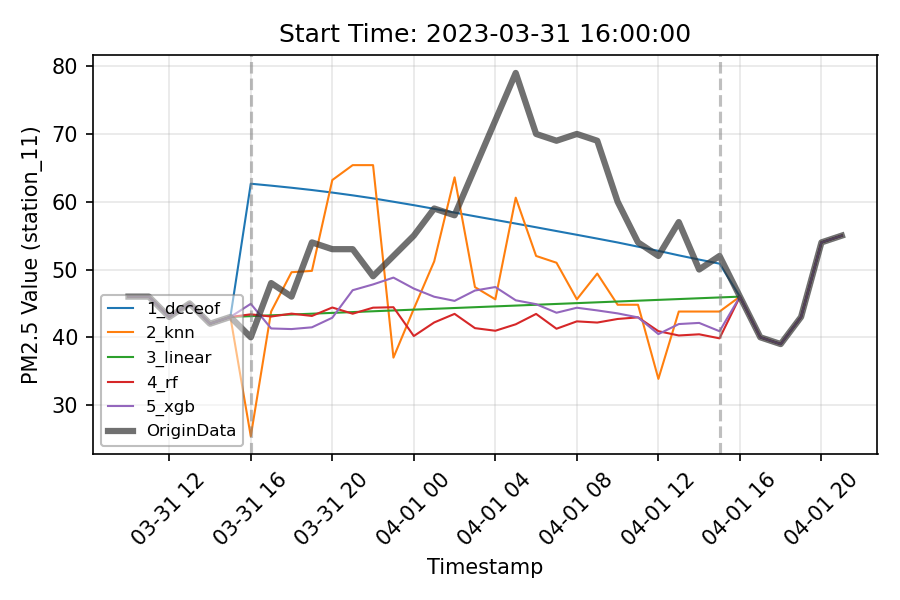 Start Time: 2023-03-31 16:00:00
PM2.5 Value (station_11)
80
70
60
50
40
30
1_dcceof
2_knn
3_linear
4_rf
5_xgb
OriginData
03-31 12
03-31 16
03-31 20
04-01 00
04-01 04
04-01 08
04-01 12
04-01 16
04-01 20
Timestamp